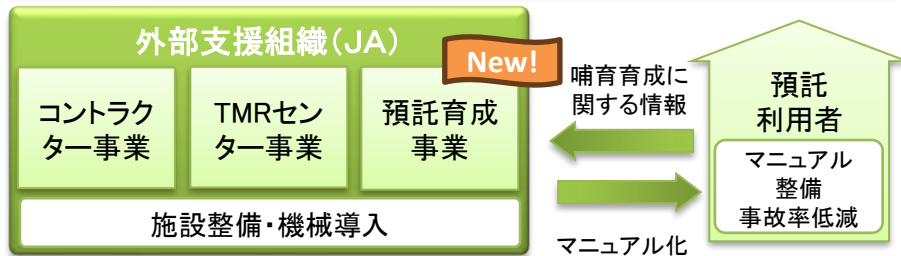 外部支援組織(JA)
New!
コントラク
ター事業
TMRセン
ター事業
預託育成
事業
施設整備・機械導入
哺育育成に
関する情報
マニュアル化
預託
利用者
マニュアル
整備
事故率低減